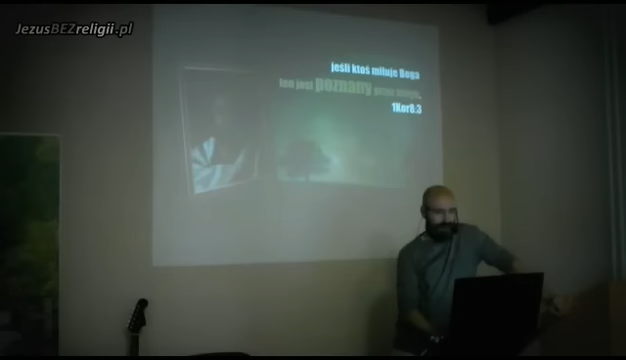 JezusBEZreligii.pl
jeśli ktoś miłuje Boga
ten jest poznany przez niego.
1Kor8:3